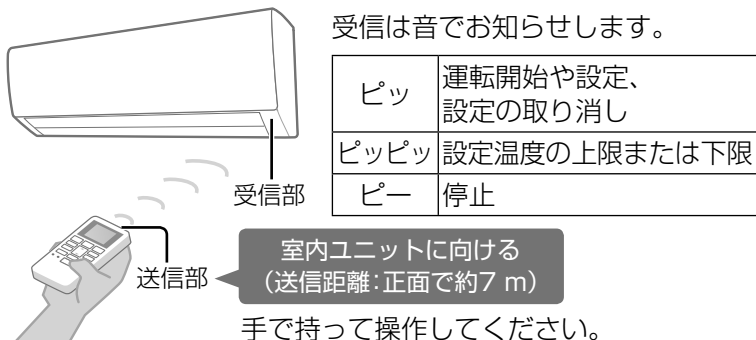 受信は音でお知らせします。
ピッ 運転開始や設定、
設定の取り消し
ピッピッ 設定温度の上限または下限
ピー 停止
受信部
送信部
室内ユニットに向ける
（送信距離：正面で約7 m）
手で持って操作してください。